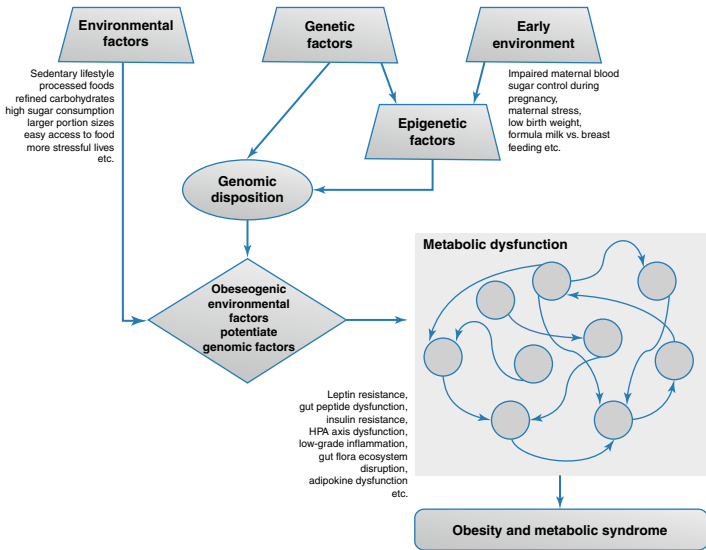 Environmental
factors
Genetic
factors
Early
environment
Sedentary lifestyle
processed foods
refined carbohydrates
high sugar consumption
larger portion sizes
easy access to food
more stressful lives
etc.
Impaired maternal blood
sugar control during
pregnancy,
maternal stress,
low birth weight,
formula milk vs. breast
feeding etc.
Epigenetic
factors
Genomic
disposition
Obeseogenic
environmental
factors
potentiate
genomic factors
Metabolic dysfunction
Leptin resistance,
gut peptide dysfunction,
insulin resistance,
HPA axis dysfunction,
low-grade inflammation,
gut flora ecosystem
disruption,
adipokine dysfunction
etc.
Obesity and metabolic syndrome